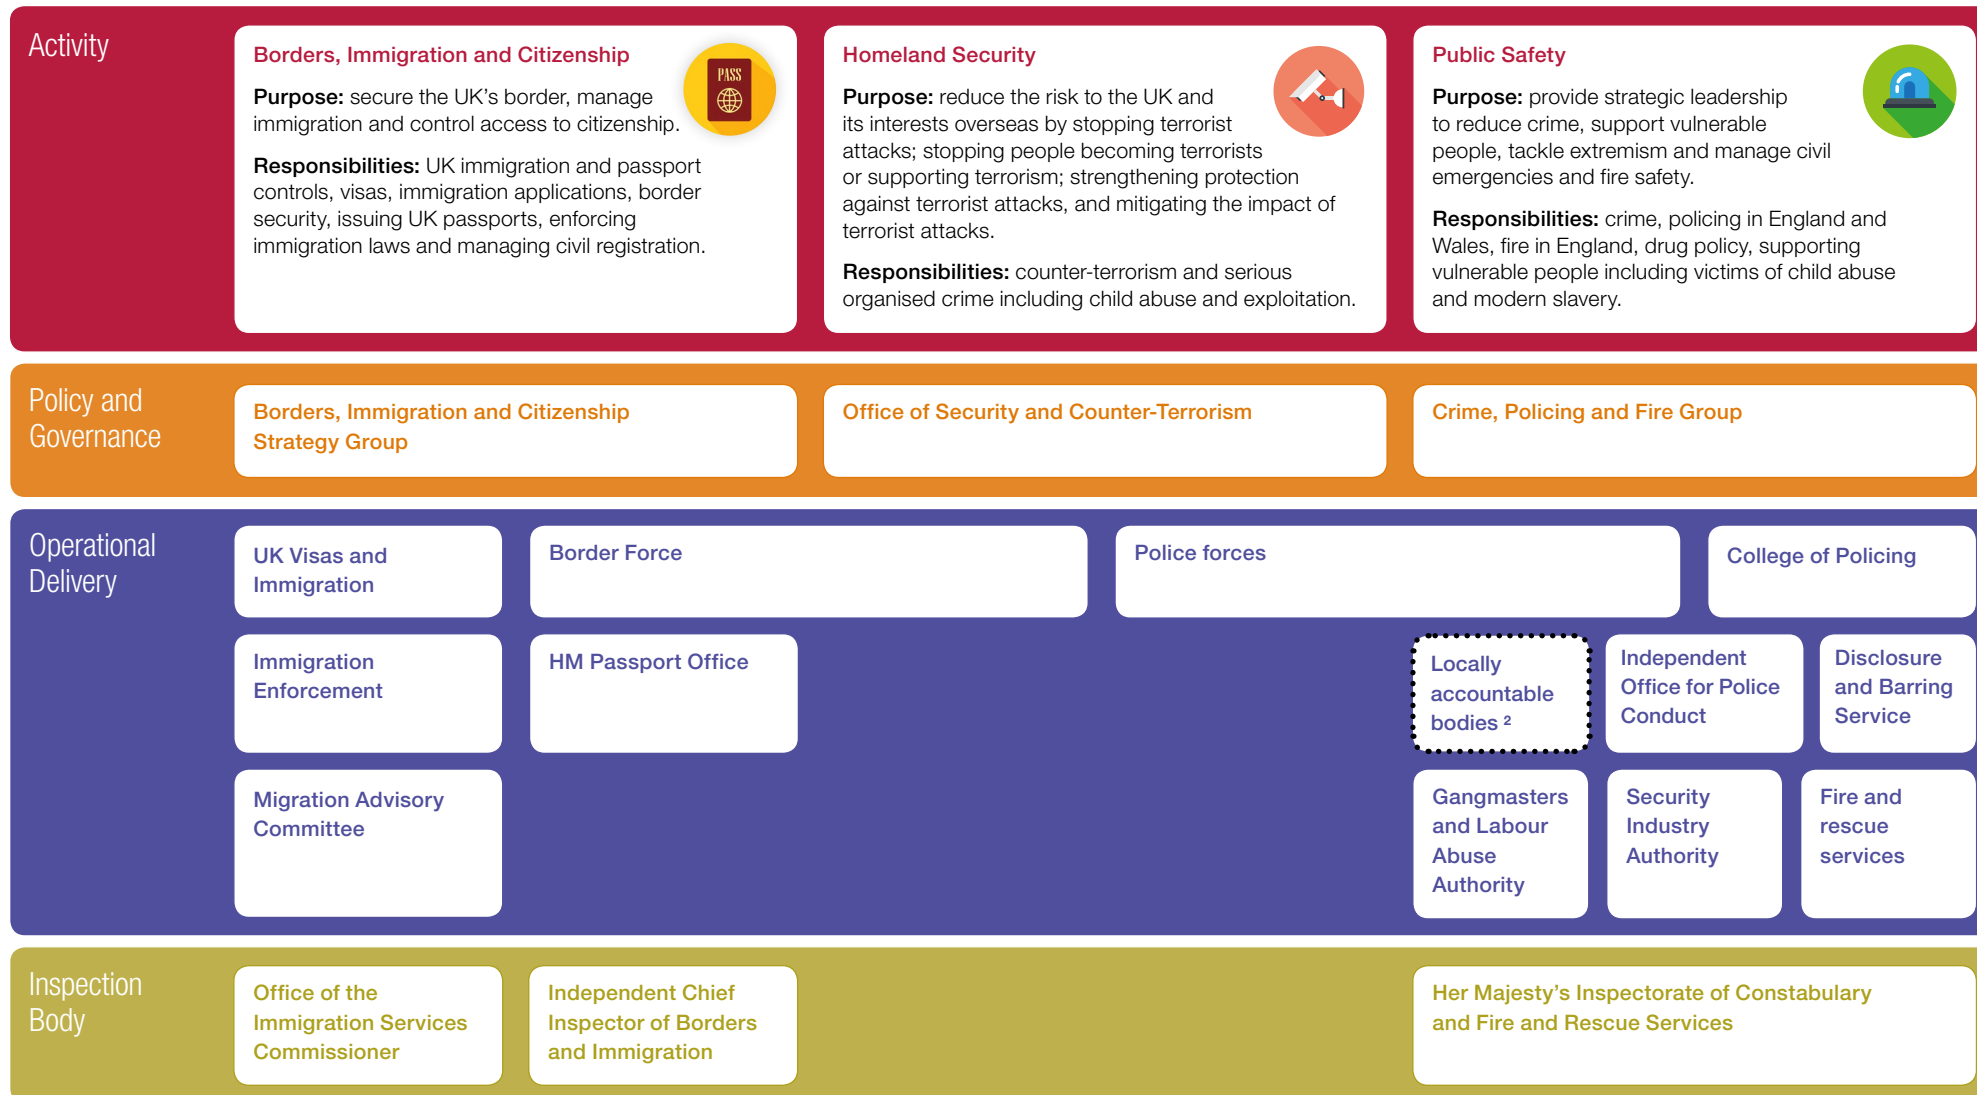 Activity
Borders, Immigration and Citizenship
PASS
Purpose: secure the UK's border, manage
immigration and control access to citizenship.
Responsibilities: UK immigration and passport
controls, visas, immigration applications, border
security, issuing UK passports, enforcing
immigration laws and managing civil registration.
Homeland Security
Purpose: reduce the risk to the UK and
its interests overseas by stopping terrorist
attacks; stopping people becoming terrorists
or supporting terrorism; strengthening protection
against terrorist attacks, and mitigating the impact of
terrorist attacks.
Responsibilities: counter-terrorism and serious
organised crime including child abuse and exploitation.
Public Safety
Purpose: provide strategic leadership
to reduce crime, support vulnerable
people, tackle extremism and manage civil
emergencies and fire safety.
Responsibilities: crime, policing in England and
Wales, fire in England, drug policy, supporting
vulnerable people including victims of child abuse
and modern slavery.
Policy and
Governance
Borders, Immigration and Citizenship
Strategy Group
Office of Security and Counter-Terrorism
Crime, Policing and Fire Group
Operational
Delivery
UK Visas and
Immigration
Border Force
Police forces
College of Policing
Immigration
Enforcement
HM Passport Office
Locally
accountable
bodies ²
Independent
Office for Police
Conduct
Disclosure
and Barring
Service
Migration Advisory
Committee
Gangmasters
and Labour
Abuse
Authority
Security
Industry
Authority
Fire and
rescue
services
Inspection
Body
Office of the
Immigration Services
Commissioner
Independent Chief
Inspector of Borders
and Immigration
Her Majesty's Inspectorate of Constabulary
and Fire and Rescue Services